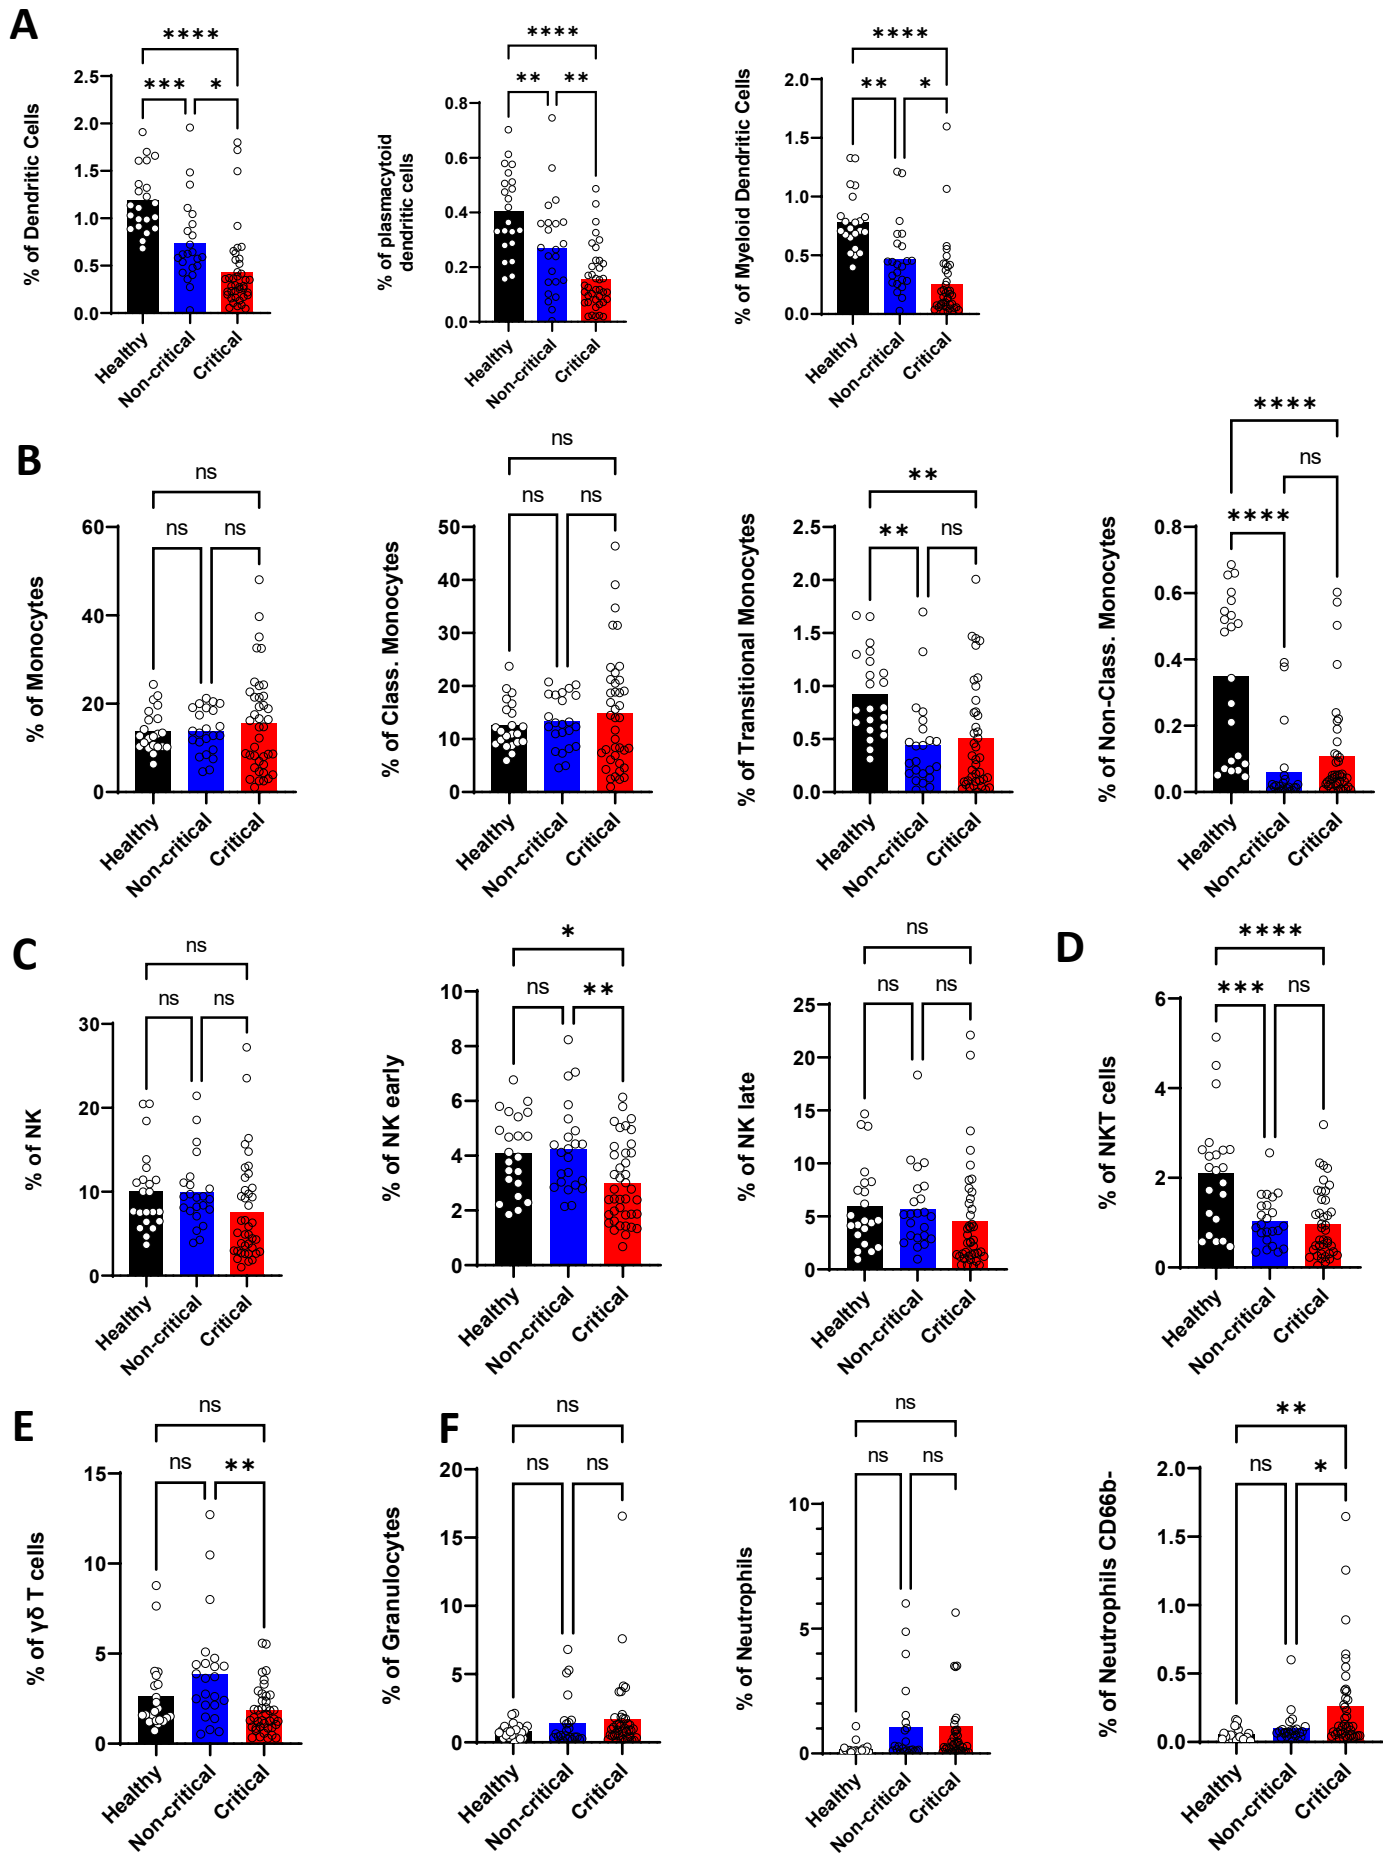 A
% of Dendritic Cells
2.5
2.0
1.5
1.0
0.5
0.0
****
***
*
Healthy
Non-critical
Critical
% of plasmacytoid
dendritic cells
0.8
0.6
0.4
0.2
0.0
****
**
**
Healthy
Non-critical
Critical
% of Myeloid Dendritic Cells
2.0
1.5
1.0
0.5
0.0
****
**
*
Healthy
Non-critical
Critical
B
% of Monocytes
60
40
20
0
ns
ns
ns
Healthy
Non-critical
Critical
% of Class. Monocytes
50
40
30
20
10
0
ns
ns
ns
Healthy
Non-critical
Critical
% of Transitional Monocytes
2.5
2.0
1.5
1.0
0.5
0.0
**
**
ns
Healthy
Non-critical
Critical
% of Non-Class. Monocytes
0.8
0.6
0.4
0.2
0.0
****
ns
****
Healthy
Non-critical
Critical
C
% of NK
30
20
10
0
ns
ns
ns
Healthy
Non-critical
Critical
% of NK early
10
8
6
4
2
0
*
ns
**
Healthy
Non-critical
Critical
% of NK late
25
20
15
10
5
0
ns
ns
ns
Healthy
Non-critical
Critical
D
% of NKT cells
6
4
2
0
****
***
ns
Healthy
Non-critical
Critical
E
% of γδ T cells
15
10
5
0
ns
ns
**
Healthy
Non-critical
Critical
F
% of Granulocytes
20
15
10
5
0
ns
ns
ns
Healthy
Non-critical
Critical
% of Neutrophils
10
5
0
ns
ns
ns
Healthy
Non-critical
Critical
% of Neutrophils CD66b-
2.0
1.5
1.0
0.5
0.0
**
ns
*
Healthy
Non-critical
Critical